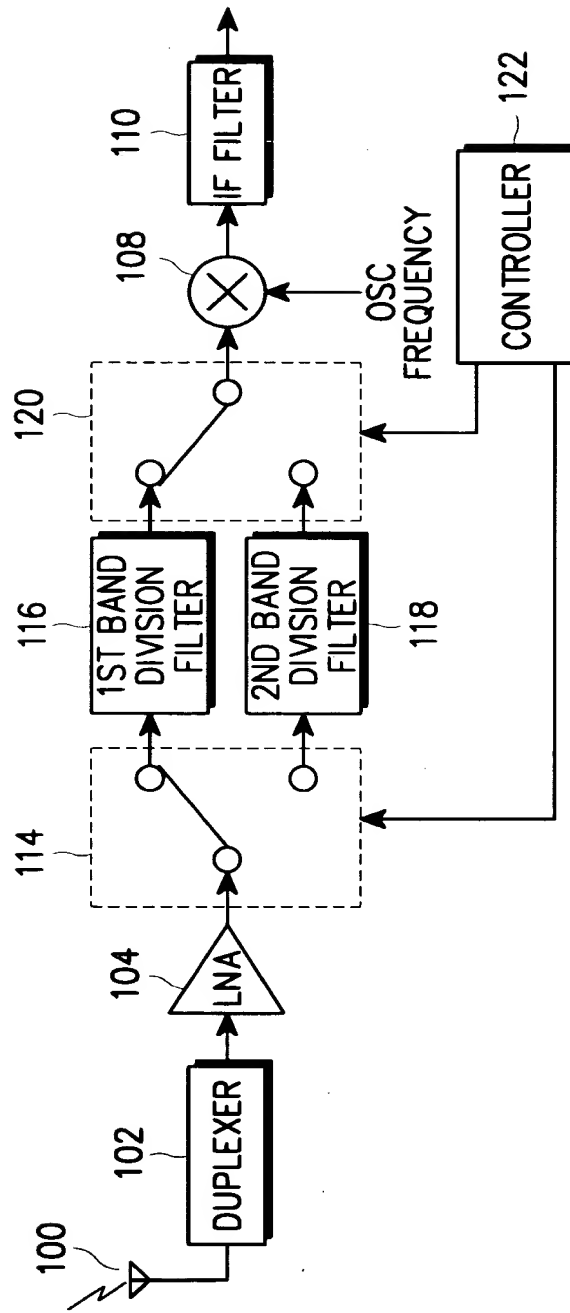 100
102
DUPLEXER
104
LNA
114
116
1ST BAND
DIVISION
FILTER
2ND BAND
DIVISION
FILTER
118
120
108
OSC
FREQUENCY
110
IF FILTER
CONTROLLER
122